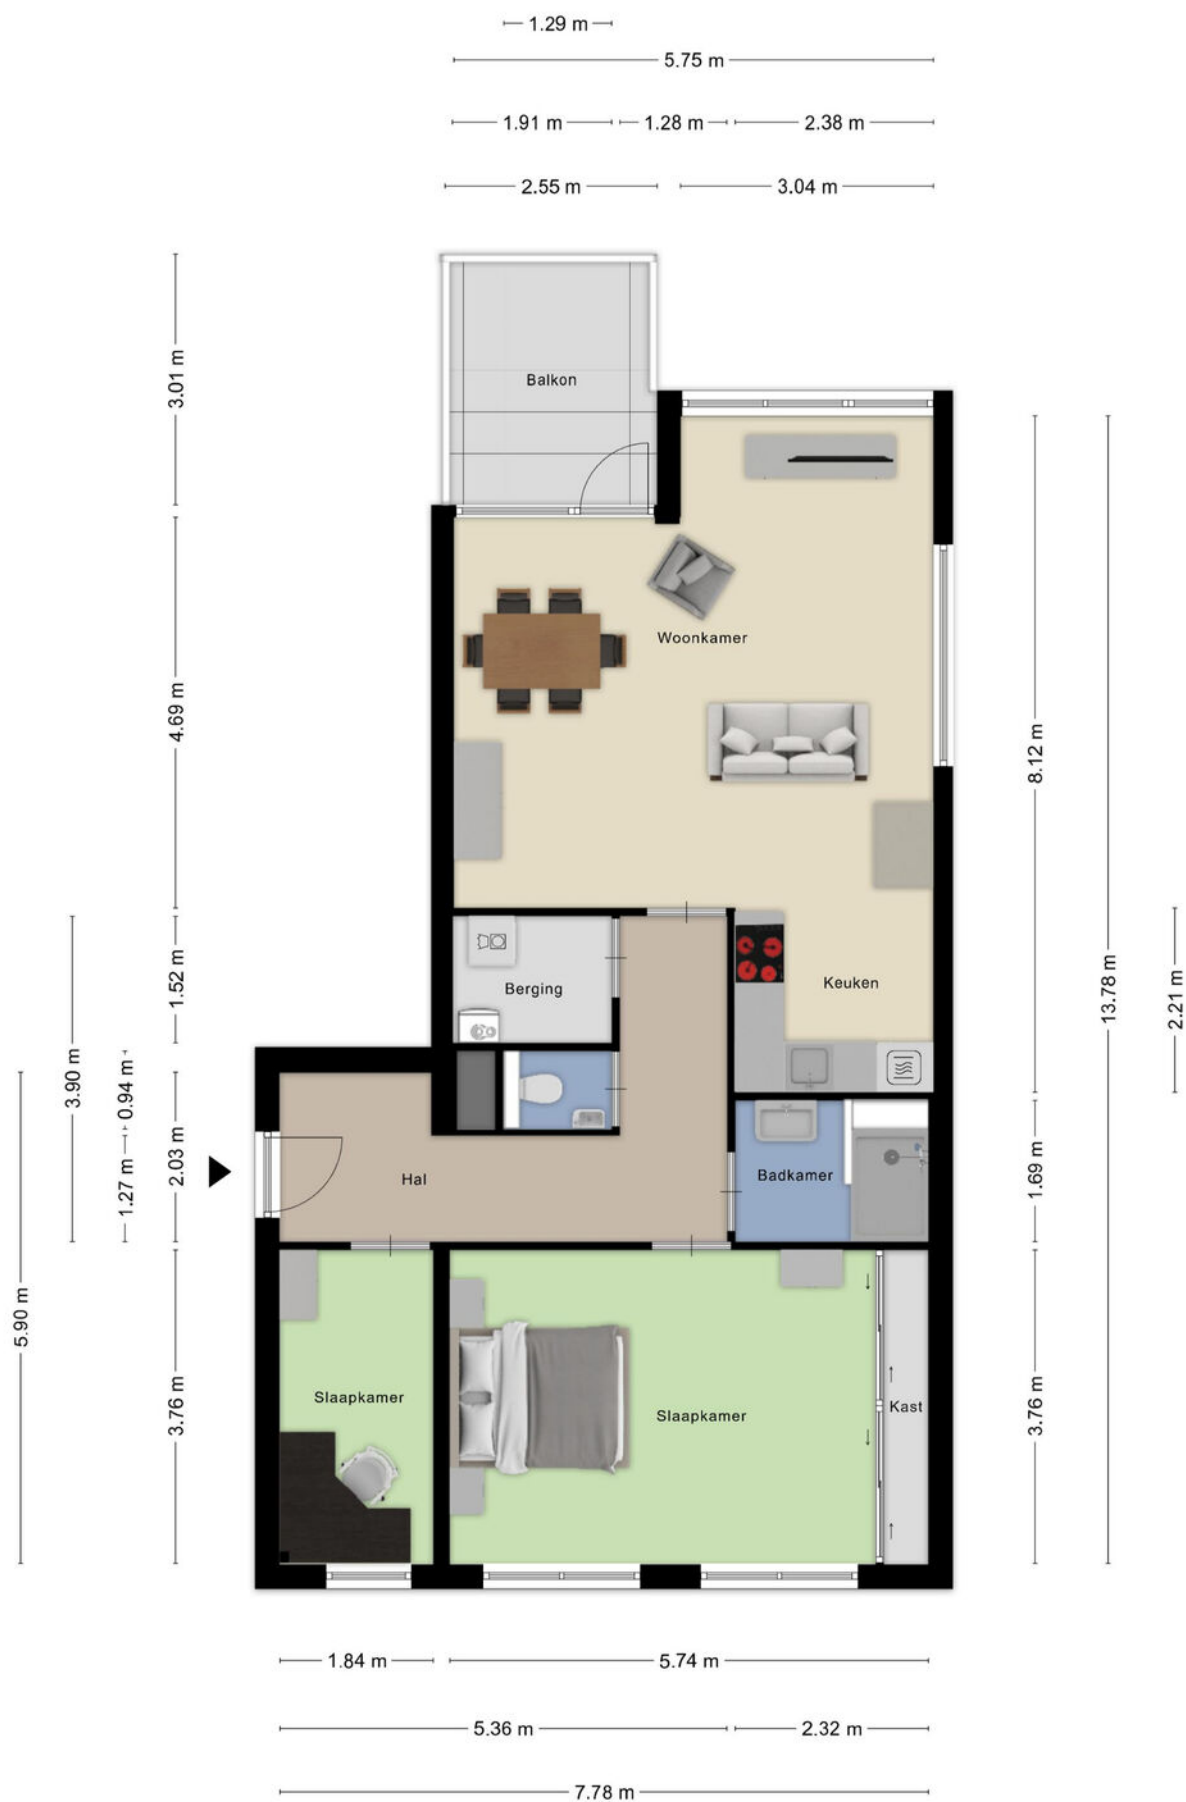 1.29 m
5.75 m
1.91 m
1.28 m
2.38 m
2.55 m
3.04 m
3.01 m
Balkon
Woonkamer
4.69 m
8.12 m
13.78 m
2.21 m
1.52 m
Berging
Keuken
3.90 m
0.94 m
1.27 m
2.03 m
Hal
Badkamer
1.69 m
5.90 m
3.76 m
Slaapkamer
Slaapkamer
Kast
3.76 m
1.84 m
5.74 m
5.36 m
2.32 m
7.78 m